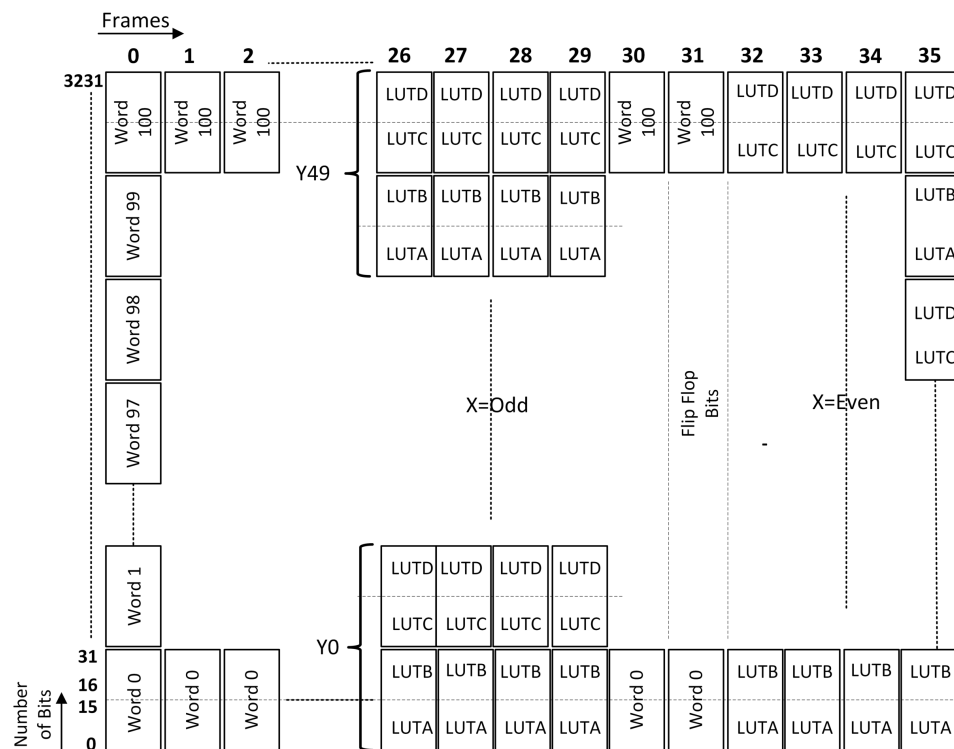 Frames
0 1 2 26 27 28 29 30 31 32 33 34 35
3231
Word 100 Word 100 Word 100 LUTD LUTD LUTD LUTD Word 100 Word 100 LUTD LUTD LUTD LUTD
LUTC LUTC LUTC LUTC LUTC LUTC LUTC LUTC
Y49
Word 99 LUTB LUTB LUTB LUTB LUTB
LUTA LUTA LUTA LUTA LUTA
Word 98 LUTD
LUTC
Word 97 X=Odd Flip Flop Bits X=Even
-
Word 1 LUTD LUTD LUTD LUTD
LUTC LUTC LUTC LUTC
Y0
31
16
15
0
Number of Bits
Word 0 Word 0 Word 0 LUTB LUTB LUTB LUTB Word 0 Word 0 LUTB LUTB LUTB LUTB
LUTA LUTA LUTA LUTA LUTA LUTA LUTA LUTA